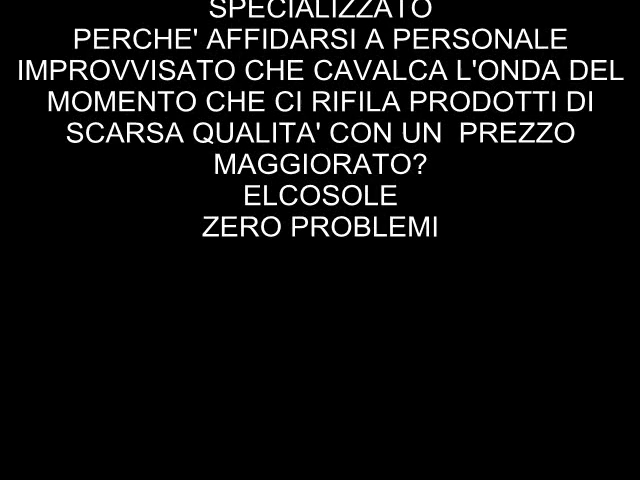 SPECIALIZZATO
PERCHE' AFFIDARSI A PERSONALE
IMPROVVISATO CHE CAVALCA L'ONDA DEL
MOMENTO CHE CI RIFILA PRODOTTI DI
SCARSA QUALITA' CON UN  PREZZO
MAGGIORATO?
ELCOSOLE
ZERO PROBLEMI